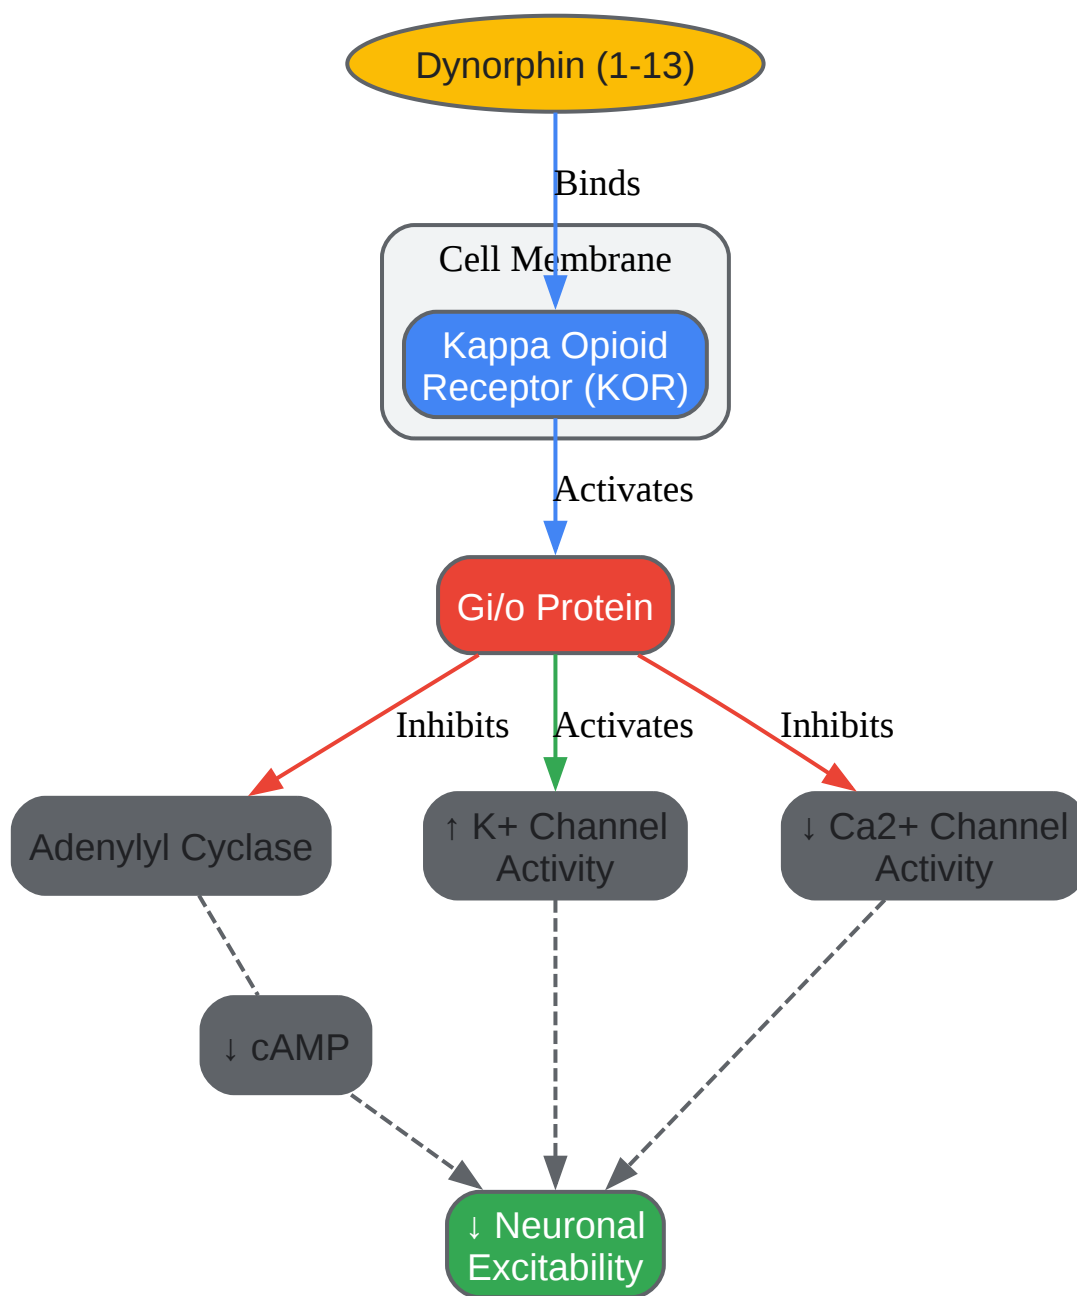 Dynorphin (1-13)
Binds
Cell Membrane
Kappa Opioid
Receptor (KOR)
Activates
Gi/o Protein
Inhibits
Activates
Inhibits
Adenylyl Cyclase
↑ K+ Channel
Activity
↓ Ca2+ Channel
Activity
↓ cAMP
↓ Neuronal
Excitability